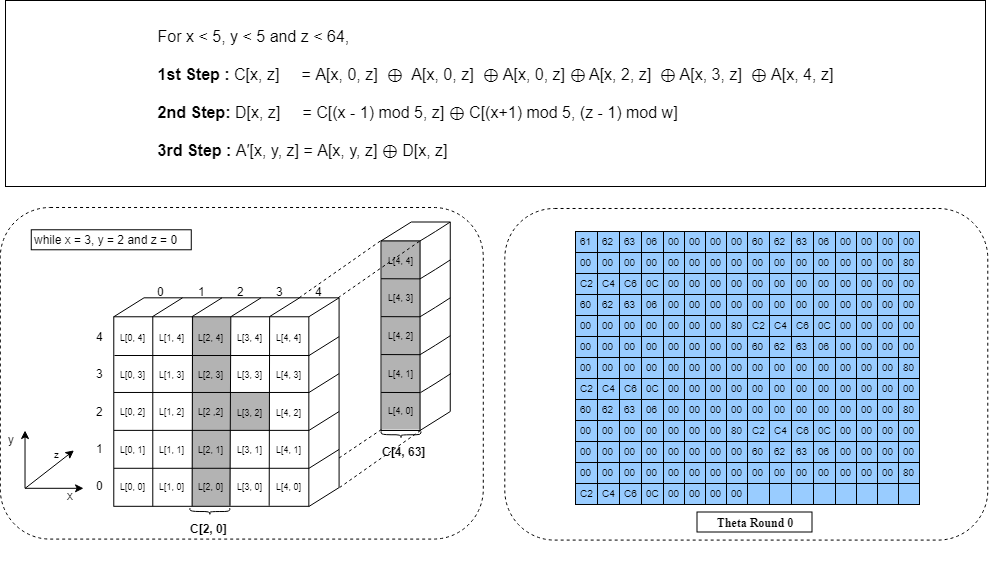 For x < 5, y < 5 and z < 64,
1st Step : C[x, z] = A[x, 0, z] ⊕ A[x, 0, z] ⊕ A[x, 0, z] ⊕ A[x, 2, z] ⊕ A[x, 3, z] ⊕ A[x, 4, z]
2nd Step: D[x, z] = C[(x - 1) mod 5, z] ⊕ C[(x+1) mod 5, (z - 1) mod w]
3rd Step : A'[x, y, z] = A[x, y, z] ⊕ D[x, z]
while x = 3, y = 2 and z = 0
0 1 2 3 4
4 L[0, 4] L[1, 4] L[2, 4] L[3, 4] L[4, 4]
3 L[0, 3] L[1, 3] L[2, 3] L[3, 3] L[4, 3]
2 L[0, 2] L[1, 2] L[2 ,2] L[3, 2] L[4, 2]
1 L[0, 1] L[1, 1] L[2, 1] L[3, 1] L[4, 1]
0 L[0, 0] L[1, 0] L[2, 0] L[3, 0] L[4, 0]
C[2, 0]
y
z
x
L[4, 4]
L[4, 3]
L[4, 2]
L[4, 1]
L[4, 0]
C[4, 63]
61 62 63 06 00 00 00 00 60 62 63 06 00 00 00 00
00 00 00 00 00 00 00 00 00 00 00 00 00 00 00 80
C2 C4 C6 0C 00 00 00 00 00 00 00 00 00 00 00 00
60 62 63 06 00 00 00 00 00 00 00 00 00 00 00 00
00 00 00 00 00 00 00 80 C2 C4 C6 0C 00 00 00 00
00 00 00 00 00 00 00 00 60 62 63 06 00 00 00 00
00 00 00 00 00 00 00 00 00 00 00 00 00 00 00 80
C2 C4 C6 0C 00 00 00 00 00 00 00 00 00 00 00 00
60 62 63 06 00 00 00 00 00 00 00 00 00 00 00 80
00 00 00 00 00 00 00 80 C2 C4 C6 0C 00 00 00 00
00 00 00 00 00 00 00 00 60 62 63 06 00 00 00 00
00 00 00 00 00 00 00 00 00 00 00 00 00 00 00 80
C2 C4 C6 0C 00 00 00 00
Theta Round 0